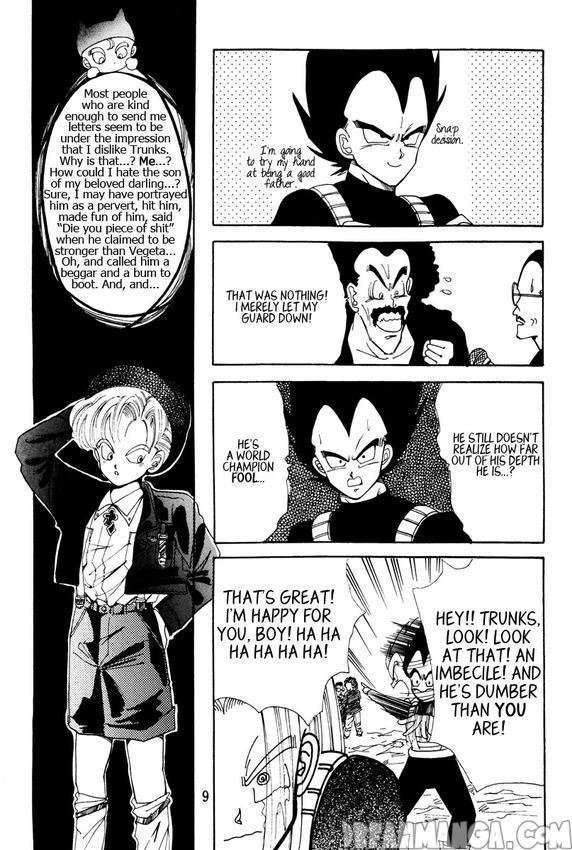 Most people
who are kind
enough to send me
letters seem to be
under the impression
that I dislike Trunks.
Why is that...? Me...?
How could I hate the son
of my beloved darling...?
Sure, I may have portrayed
him as a pervert, hit him,
made fun of him, said
"Die you piece of shit"
when he claimed to be
stronger than Vegeta...
Oh, and called him a
beggar and a bum to
boot. And, and...
Snap
decision.
I'm going
to try my hand
at being a good
father.
THAT WAS NOTHING!
I MERELY LET MY
GUARD DOWN!
HE STILL DOESN'T
REALIZE HOW FAR
OUT OF HIS DEPTH
HE IS...?
HE'S
A WORLD
CHAMPION
FOOL...
HEY!! TRUNKS,
LOOK! LOOK
AT THAT! AN
IMBECILE! AND
HE'S DUMBER
THAN YOU
ARE!
THAT'S GREAT!
I'M HAPPY FOR
YOU, BOY! HA HA
HA HA HA HA!
9
DBZMANGA.COM